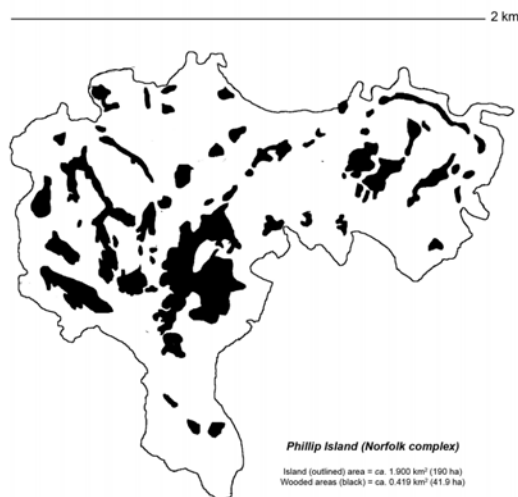 2 km
Phillip Island (Norfolk complex)
Island (outlined) area = ca. 1.900 km² (190 ha)
Wooded areas (black) = ca. 0.419 km² (41.9 ha)